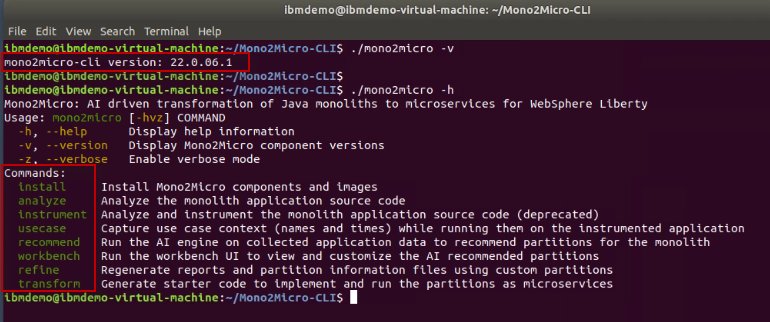 ibmdemo@ibmdemo-virtual-machine: ~/Mono2Micro-CLI
File Edit View Search Terminal Help
ibmdemo@ibmdemo-virtual-machine:~/Mono2Micro-CLI$ ./mono2micro -v
mono2micro-cli version: 22.0.06.1
ibmdemo@ibmdemo-virtual-machine:~/Mono2Micro-CLI$
ibmdemo@ibmdemo-virtual-machine:~/Mono2Micro-CLI$ ./mono2micro -h
Mono2Micro: AI driven transformation of Java monoliths to microservices for WebSphere Liberty
Usage: mono2micro [-hvz] COMMAND
  -h, --help      Display help information
  -v, --version   Display Mono2Micro component versions
  -z, --verbose   Enable verbose mode
Commands:
  install     Install Mono2Micro components and images
  analyze     Analyze the monolith application source code
  instrument  Analyze and instrument the monolith application source code (deprecated)
  usecase     Capture use case context (names and times) while running them on the instrumented application
  recommend   Run the AI engine on collected application data to recommend partitions for the monolith
  workbench   Run the workbench UI to view and customize the AI recommended partitions
  refine      Regenerate reports and partition information files using custom partitions
  transform   Generate starter code to implement and run the partitions as microservices
ibmdemo@ibmdemo-virtual-machine:~/Mono2Micro-CLI$